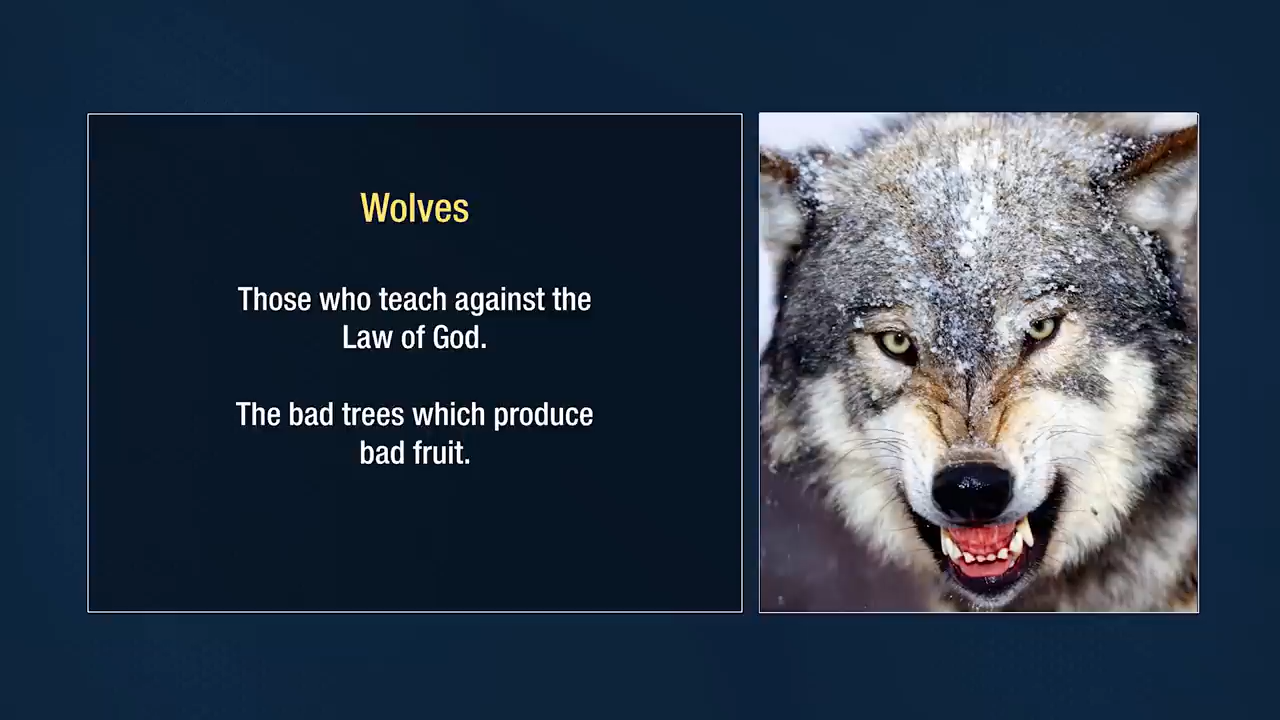 Wolves
Those who teach against the
Law of God.
The bad trees which produce
bad fruit.